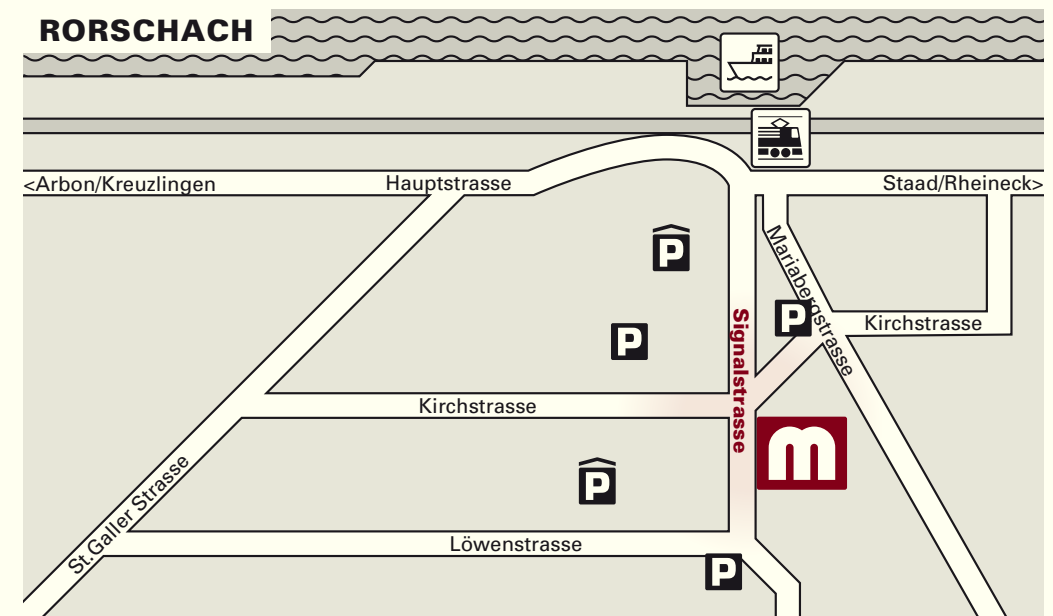 RORSCHACH
<Arbon/Kreuzlingen
Hauptstrasse
Staad/Rheineck>
P
Mariabergstrasse
P
Signalstrasse
Kirchstrasse
P
Kirchstrasse
m
P
St.Galler Strasse
Löwenstrasse
P